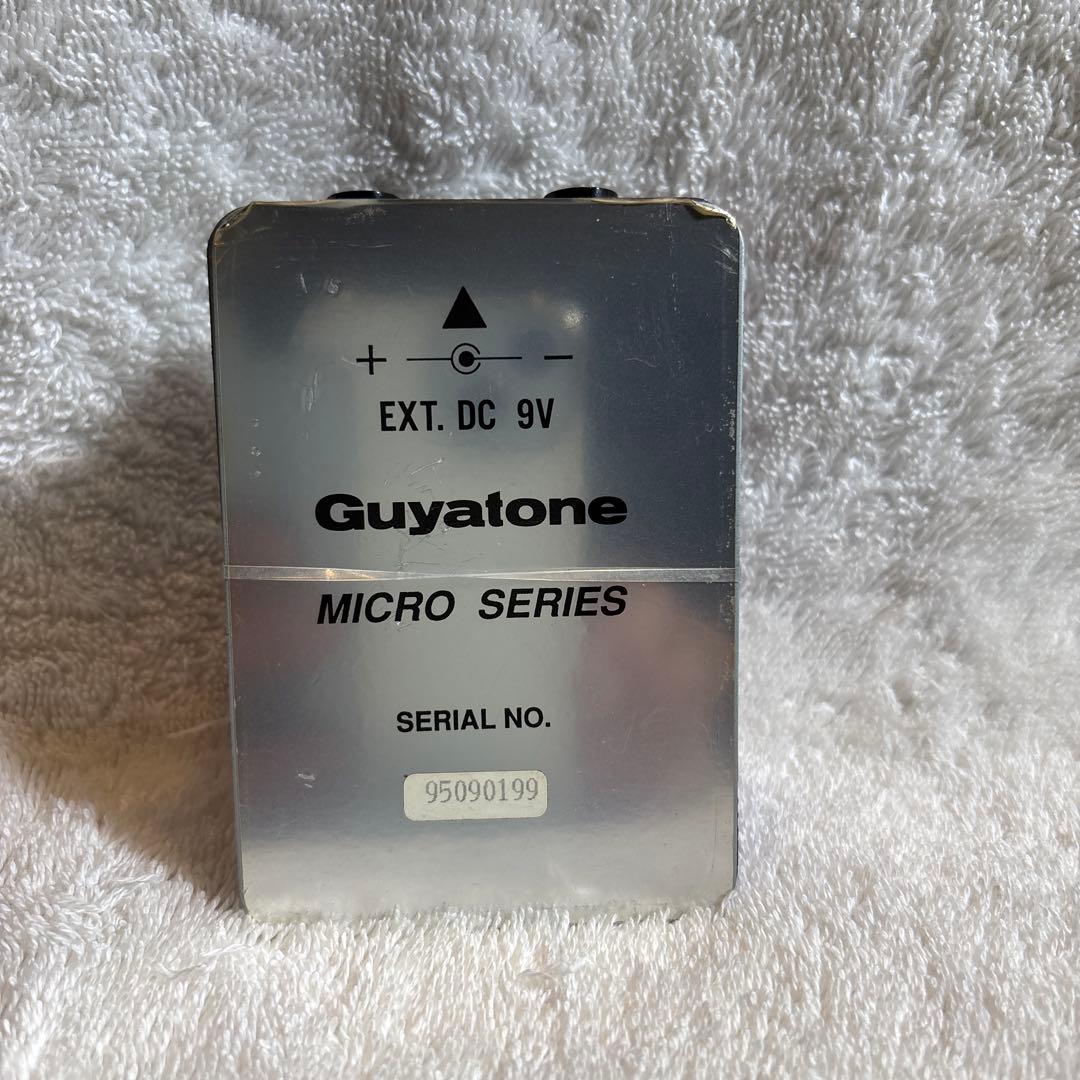 + −
EXT. DC 9V
Guyatone
MICRO SERIES
SERIAL NO.
95090199